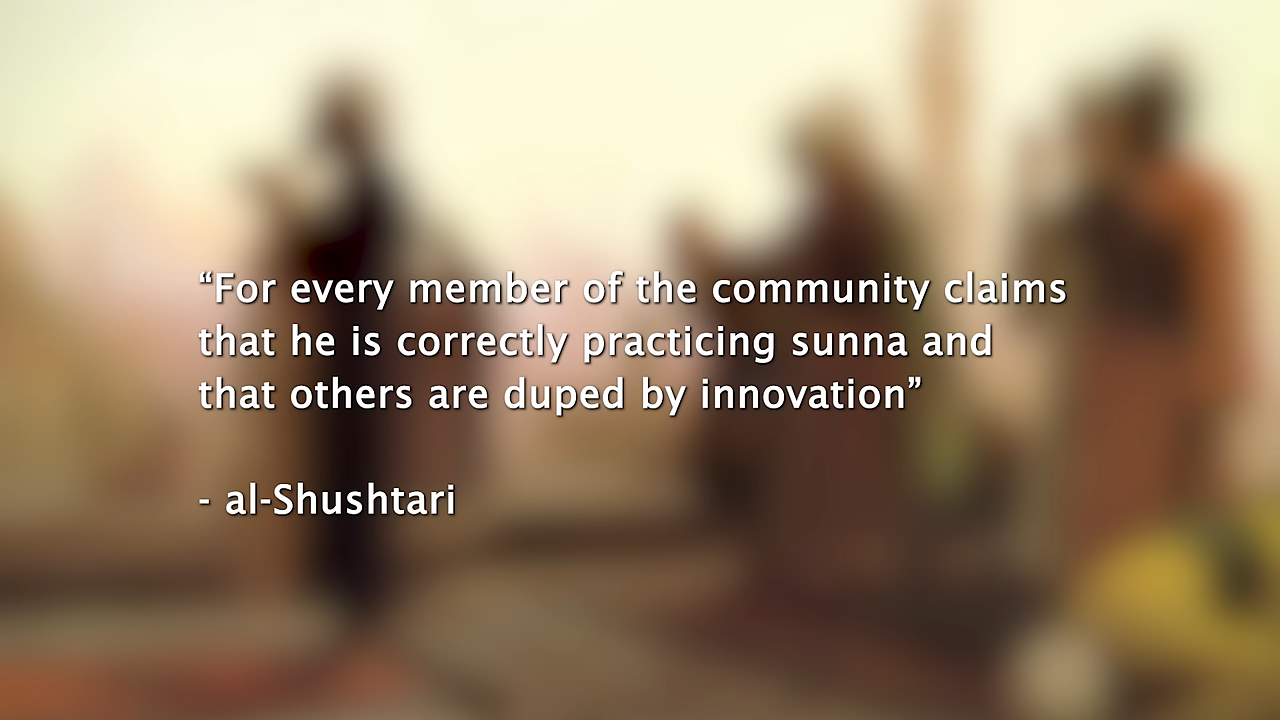 “For every member of the community claims
that he is correctly practicing sunna and
that others are duped by innovation”
- al-Shushtari